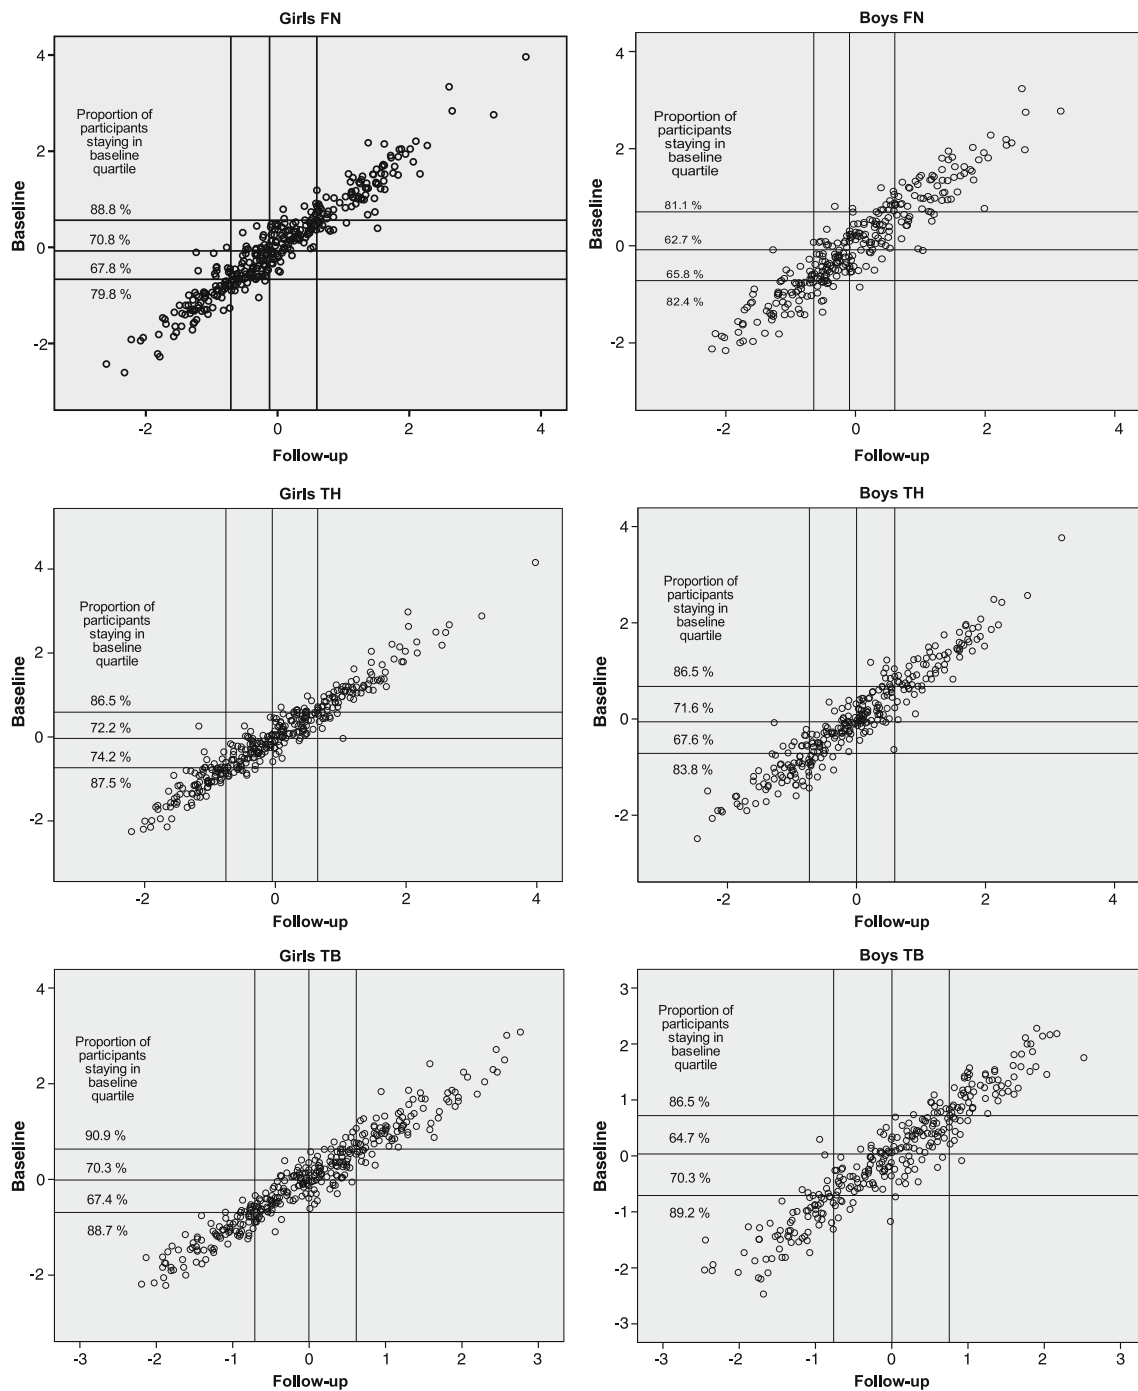 Girls FN
4
2
0
-2
Baseline
Proportion of
participants
staying in
baseline
quartile
88.8 %
70.8 %
67.8 %
79.8 %
-2
0
2
4
Follow-up
Boys FN
4
2
0
-2
Baseline
Proportion of
participants
staying in
baseline
quartile
81.1 %
62.7 %
65.8 %
82.4 %
-2
0
2
4
Follow-up
Girls TH
4
2
0
-2
Baseline
Proportion of
participants
staying in
baseline
quartile
86.5 %
72.2 %
74.2 %
87.5 %
-2
0
2
4
Follow-up
Boys TH
4
2
0
-2
Baseline
Proportion of
participants
staying in
baseline
quartile
86.5 %
71.6 %
67.6 %
83.8 %
-2
0
2
4
Follow-up
Girls TB
4
2
0
-2
Baseline
Proportion of
participants
staying in
baseline
quartile
90.9 %
70.3 %
67.4 %
88.7 %
-3
-2
-1
0
1
2
3
Follow-up
Boys TB
3
2
1
0
-1
-2
-3
Baseline
Proportion of
participants
staying in
baseline
quartile
86.5 %
64.7 %
70.3 %
89.2 %
-3
-2
-1
0
1
2
3
Follow-up